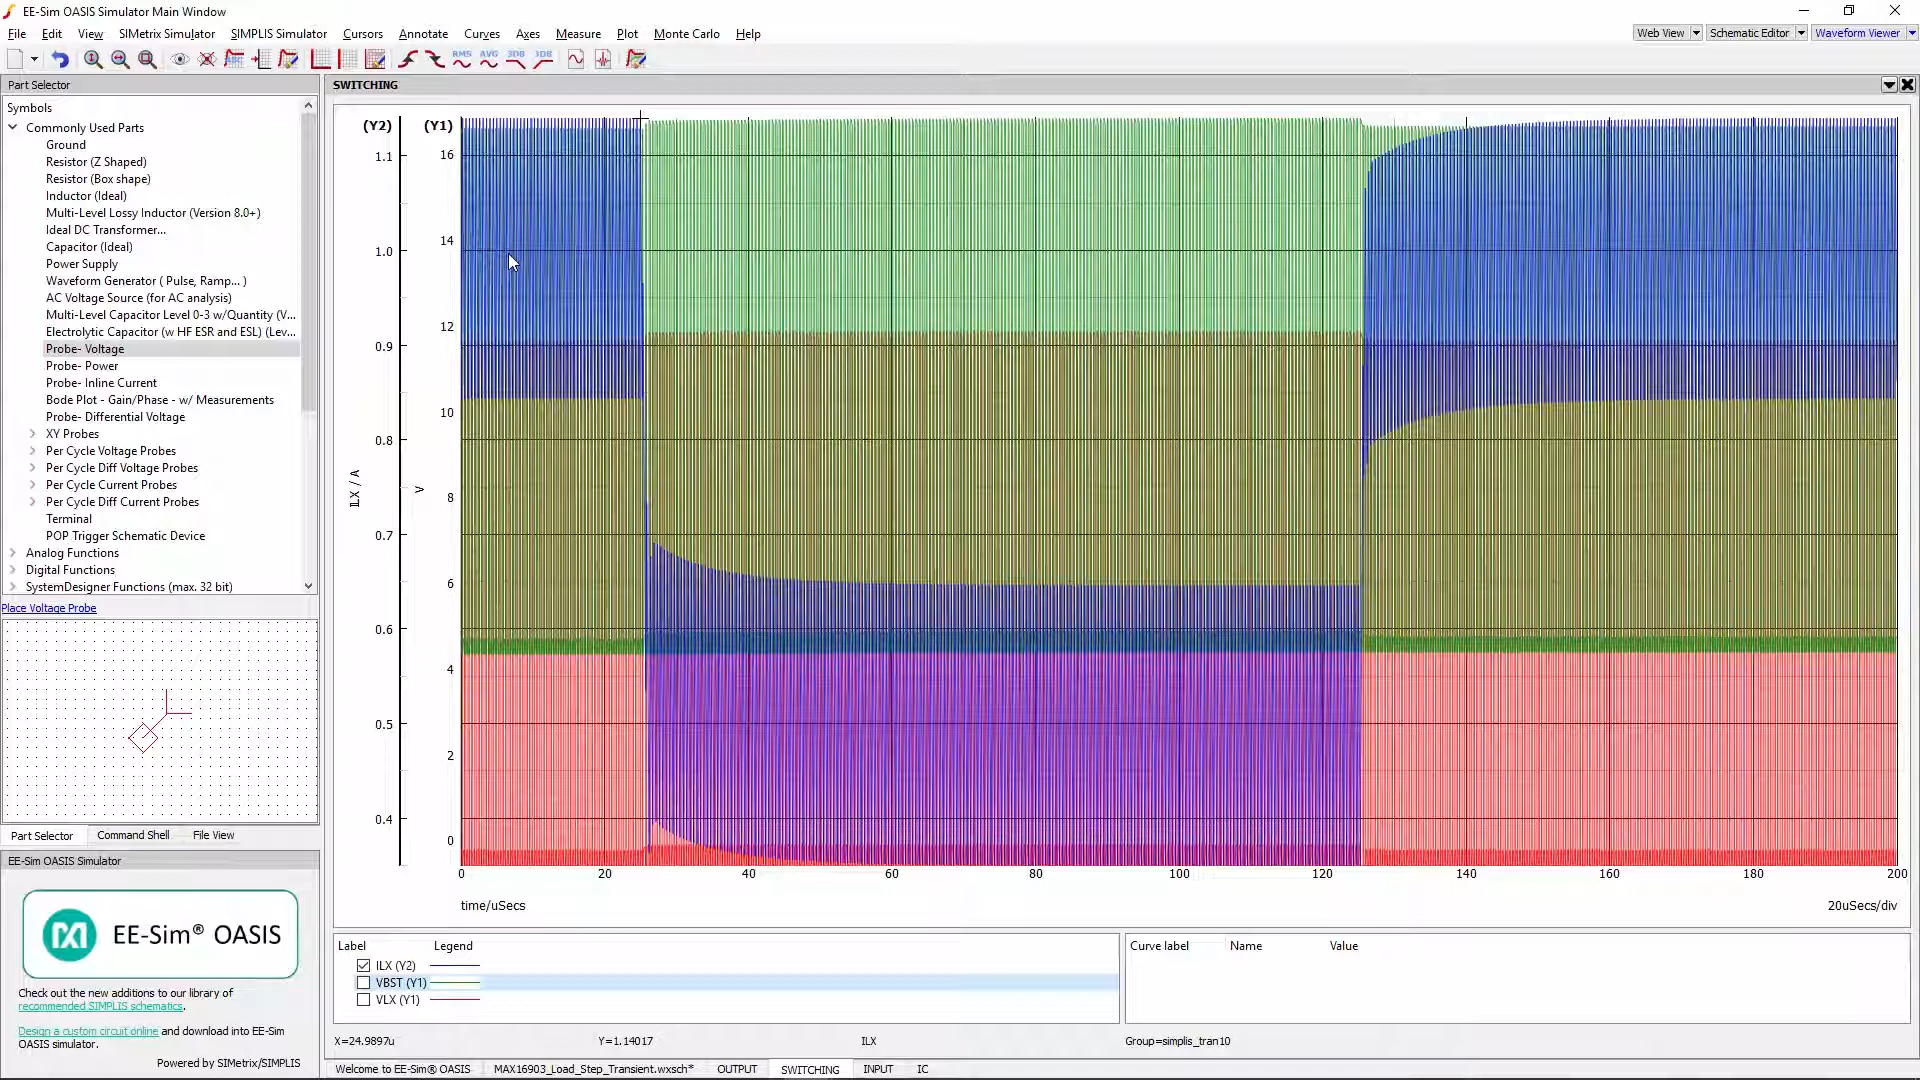 EE-Sim OASIS Simulator Main Window
File Edit View SIMetrix Simulator SIMPLIS Simulator Cursors Annotate Curves Axes Measure Plot Monte Carlo Help
Web View Schematic Editor Waveform Viewer
RMS AVG 3DB 3DB
Part Selector
SWITCHING
Symbols
Commonly Used Parts
Ground
Resistor (Z Shaped)
Resistor (Box shape)
Inductor (Ideal)
Multi-Level Lossy Inductor (Version 8.0+)
Ideal DC Transformer...
Capacitor (Ideal)
Power Supply
Waveform Generator ( Pulse, Ramp... )
AC Voltage Source (for AC analysis)
Multi-Level Capacitor Level 0-3 w/Quantity (V...
Electrolytic Capacitor (w HF ESR and ESL) (Lev...
Probe- Voltage
Probe- Power
Probe- Inline Current
Bode Plot - Gain/Phase - w/ Measurements
Probe- Differential Voltage
XY Probes
Per Cycle Voltage Probes
Per Cycle Diff Voltage Probes
Per Cycle Current Probes
Per Cycle Diff Current Probes
Terminal
POP Trigger Schematic Device
Analog Functions
Digital Functions
SystemDesigner Functions (max. 32 bit)
Place Voltage Probe
Part Selector Command Shell File View
EE-Sim OASIS Simulator
EE-Sim® OASIS
Check out the new additions to our library of
recommended SIMPLIS schematics.
Design a custom circuit online and download into EE-Sim
OASIS simulator.
Powered by SIMetrix/SIMPLIS
(Y2) (Y1)
1.1
1.0
0.9
0.8
0.7
0.6
0.5
0.4
ILX / A
16
14
12
10
8
6
4
2
0
V
0 20 40 60 80 100 120 140 160 180 200
time/uSecs 20uSecs/div
Label Legend
ILX (Y2)
VBST (Y1)
VLX (Y1)
Curve label Name Value
X=24.9897u Y=1.14017 ILX Group=simplis_tran10
Welcome to EE-Sim® OASIS MAX16903_Load_Step_Transient.wxsch* OUTPUT SWITCHING INPUT IC